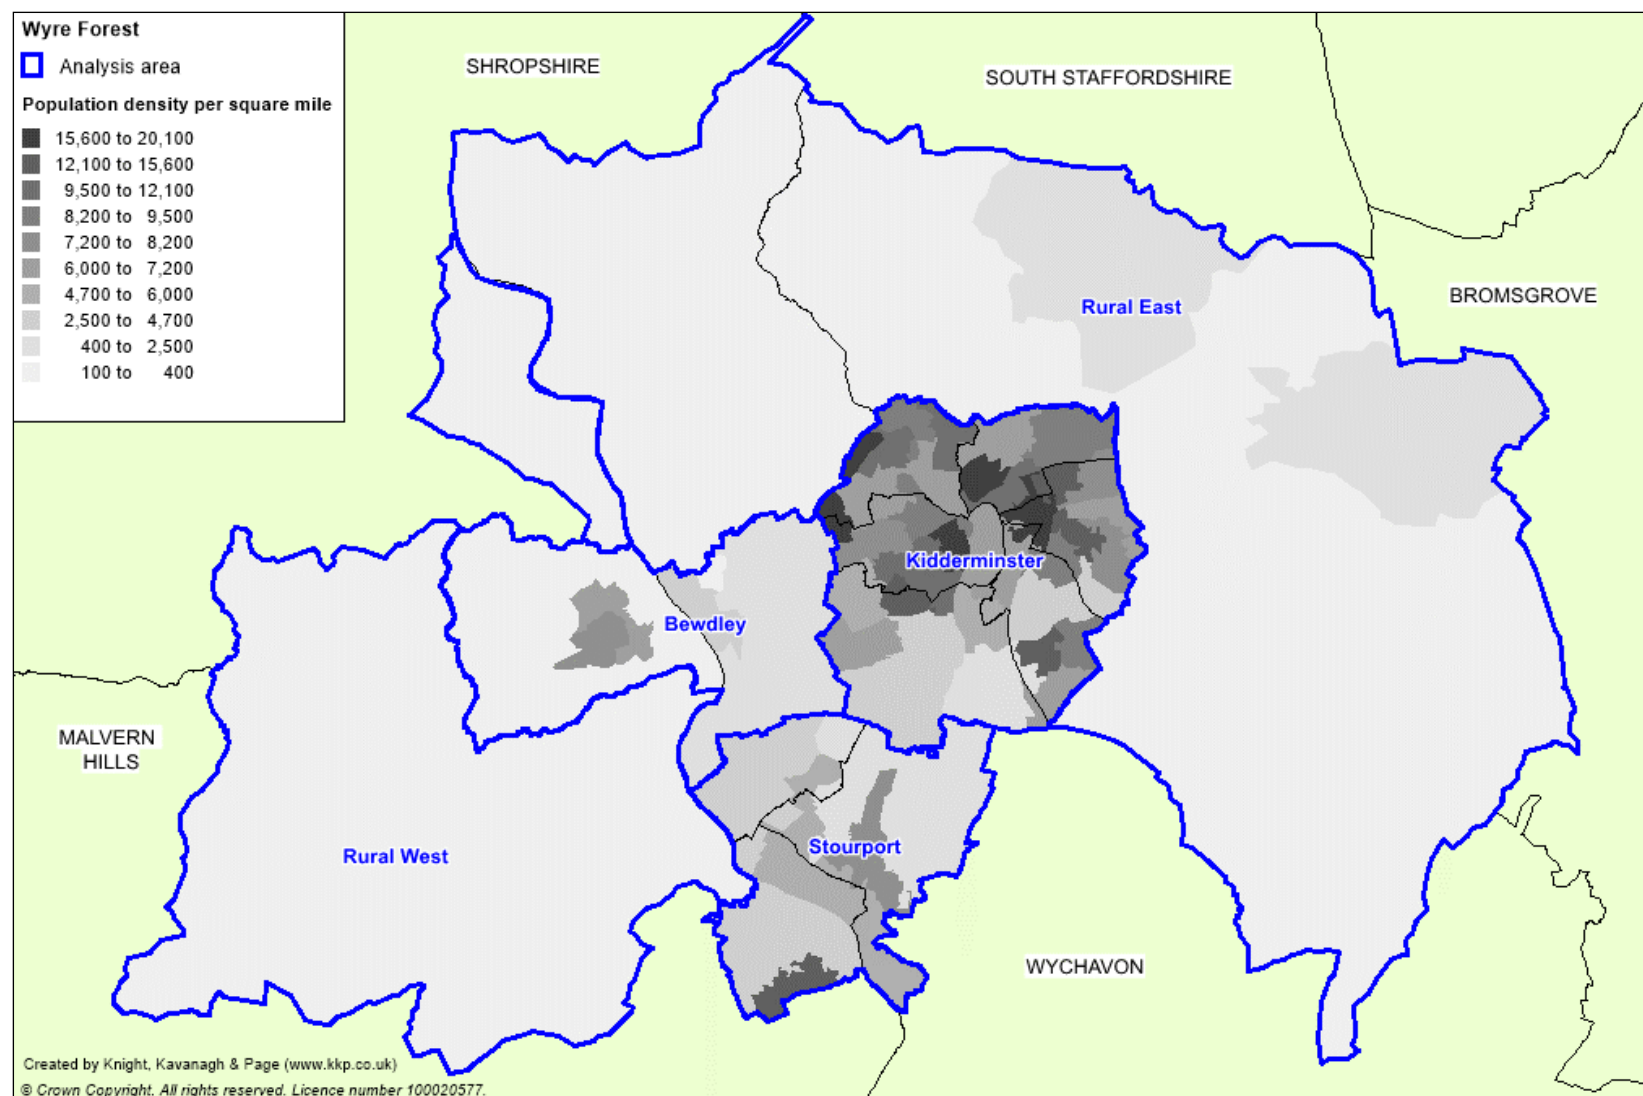 Wyre Forest
Analysis area
Population density per square mile
15,600 to 20,100
12,100 to 15,600
9,500 to 12,100
8,200 to 9,500
7,200 to 8,200
6,000 to 7,200
4,700 to 6,000
2,500 to 4,700
400 to 2,500
100 to 400
SHROPSHIRE
SOUTH STAFFORDSHIRE
BROMSGROVE
Rural East
Kidderminster
Bewdley
MALVERN
HILLS
Stourport
Rural West
WYCHAVON
Created by Knight, Kavanagh & Page (www.kkp.co.uk)
© Crown Copyright. All rights reserved. Licence number 100020577.